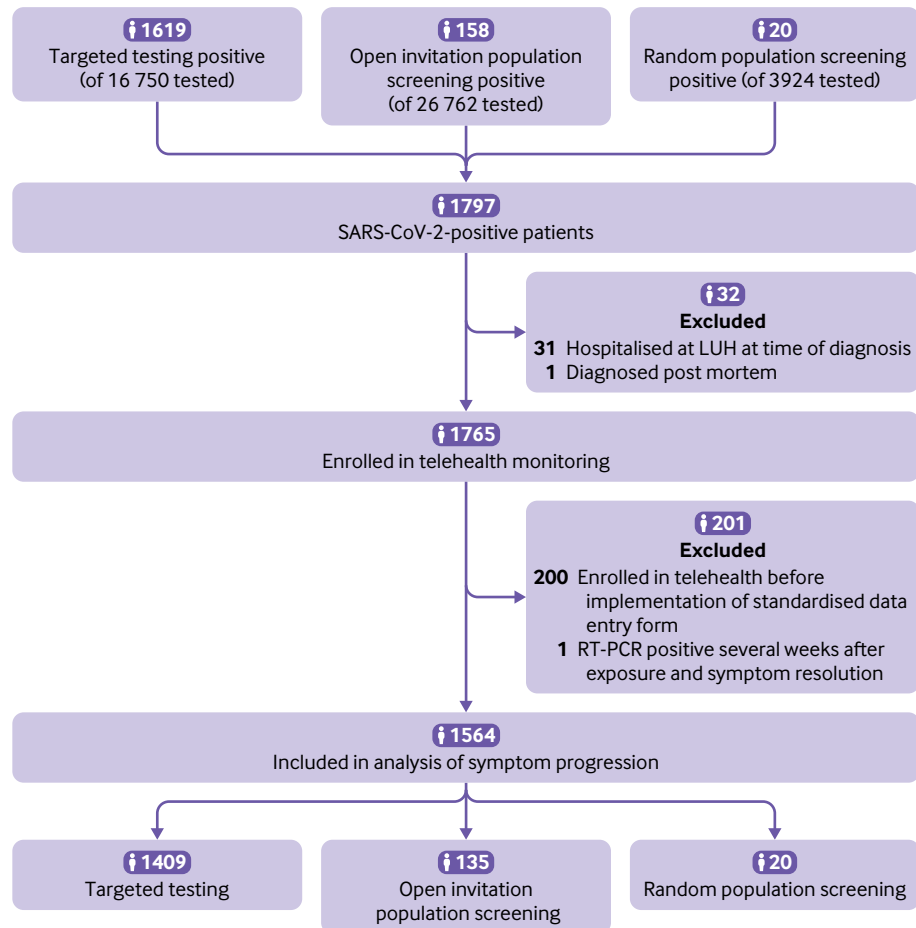 1619
Targeted testing positive
(of 16 750 tested)
158
Open invitation population
screening positive
(of 26 762 tested)
20
Random population screening
positive (of 3924 tested)
1797
SARS-CoV-2-positive patients
32
Excluded
31 Hospitalised at LUH at time of diagnosis
1 Diagnosed post mortem
1765
Enrolled in telehealth monitoring
201
Excluded
200 Enrolled in telehealth before
implementation of standardised data
entry form
1 RT-PCR positive several weeks after
exposure and symptom resolution
1564
Included in analysis of symptom progression
1409
Targeted testing
135
Open invitation
population screening
20
Random population screening